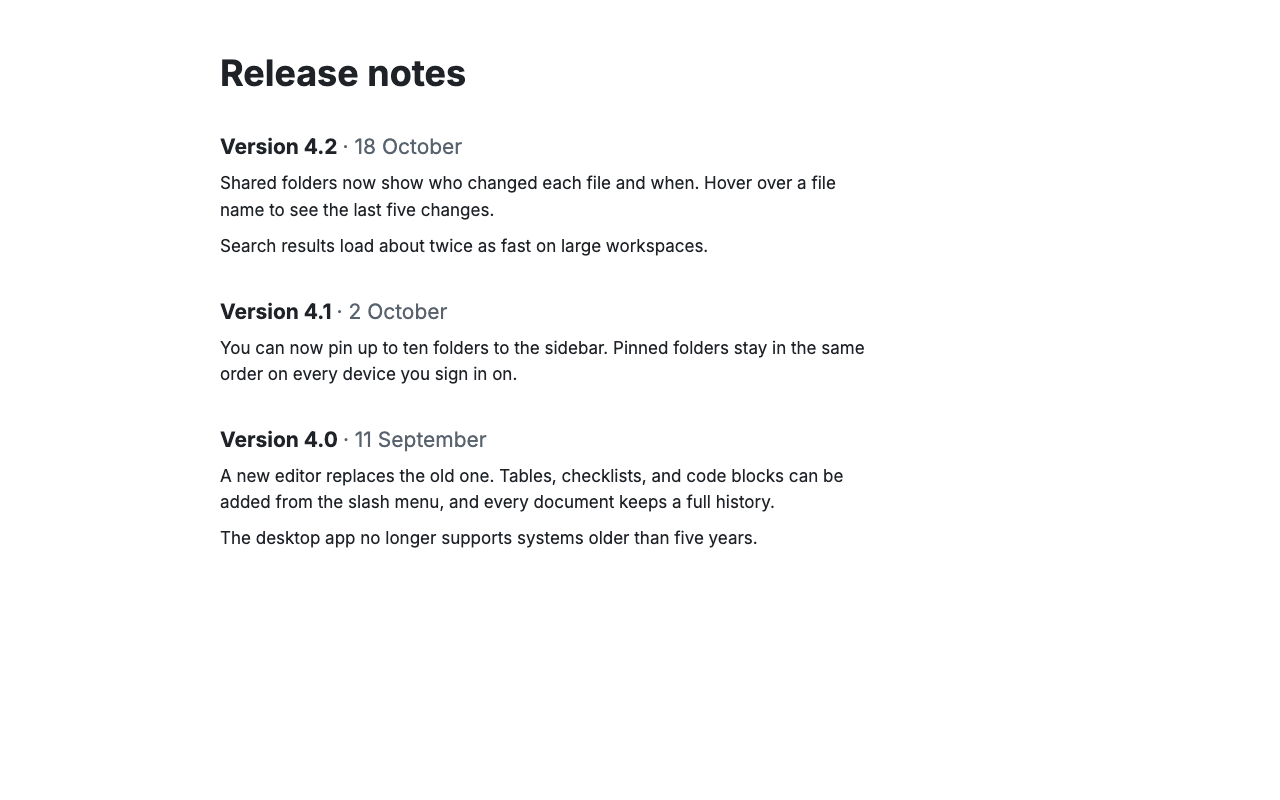 Release notes
Version 4.2 · 18 October
Shared folders now show who changed each file and when. Hover over a file
name to see the last five changes.
Search results load about twice as fast on large workspaces.
Version 4.1 · 2 October
You can now pin up to ten folders to the sidebar. Pinned folders stay in the same
order on every device you sign in on.
Version 4.0 · 11 September
A new editor replaces the old one. Tables, checklists, and code blocks can be
added from the slash menu, and every document keeps a full history.
The desktop app no longer supports systems older than five years.